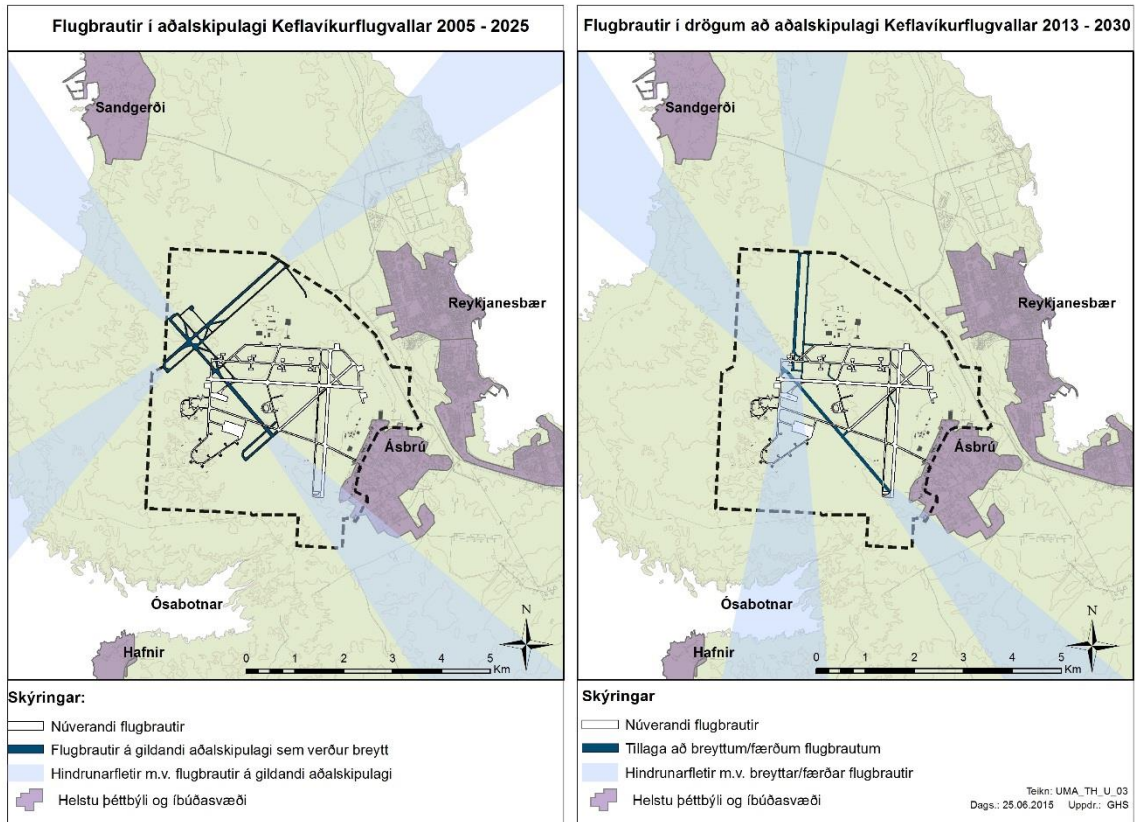 Flugbrautir í aðalskipulagi Keflavíkurflugvallar 2005 - 2025
Sandgerði
Reykjanesbær
Ásbrú
Ósabotnar
Hafnir
N
0 1 2 3 4 5
Km
Skýringar:
Núverandi flugbrautir
Flugbrautir á gildandi aðalskipulagi sem verður breytt
Hindrunarfletir m.v. flugbrautir á gildandi aðalskipulagi
Helstu þéttbýli og íbúðasvæði
Flugbrautir í drögum að aðalskipulagi Keflavíkurflugvallar 2013 - 2030
Sandgerði
Reykjanesbær
Ásbrú
Ósabotnar
Hafnir
N
0 1 2 3 4 5
Km
Skýringar
Núverandi flugbrautir
Tillaga að breyttum/færðum flugbrautum
Hindrunarfletir m.v. breyttar/færðar flugbrautir
Helstu þéttbýli og íbúðasvæði
Teikn: UMA_TH_U_03
Dags.: 25.06.2015 Uppdr.: GHS